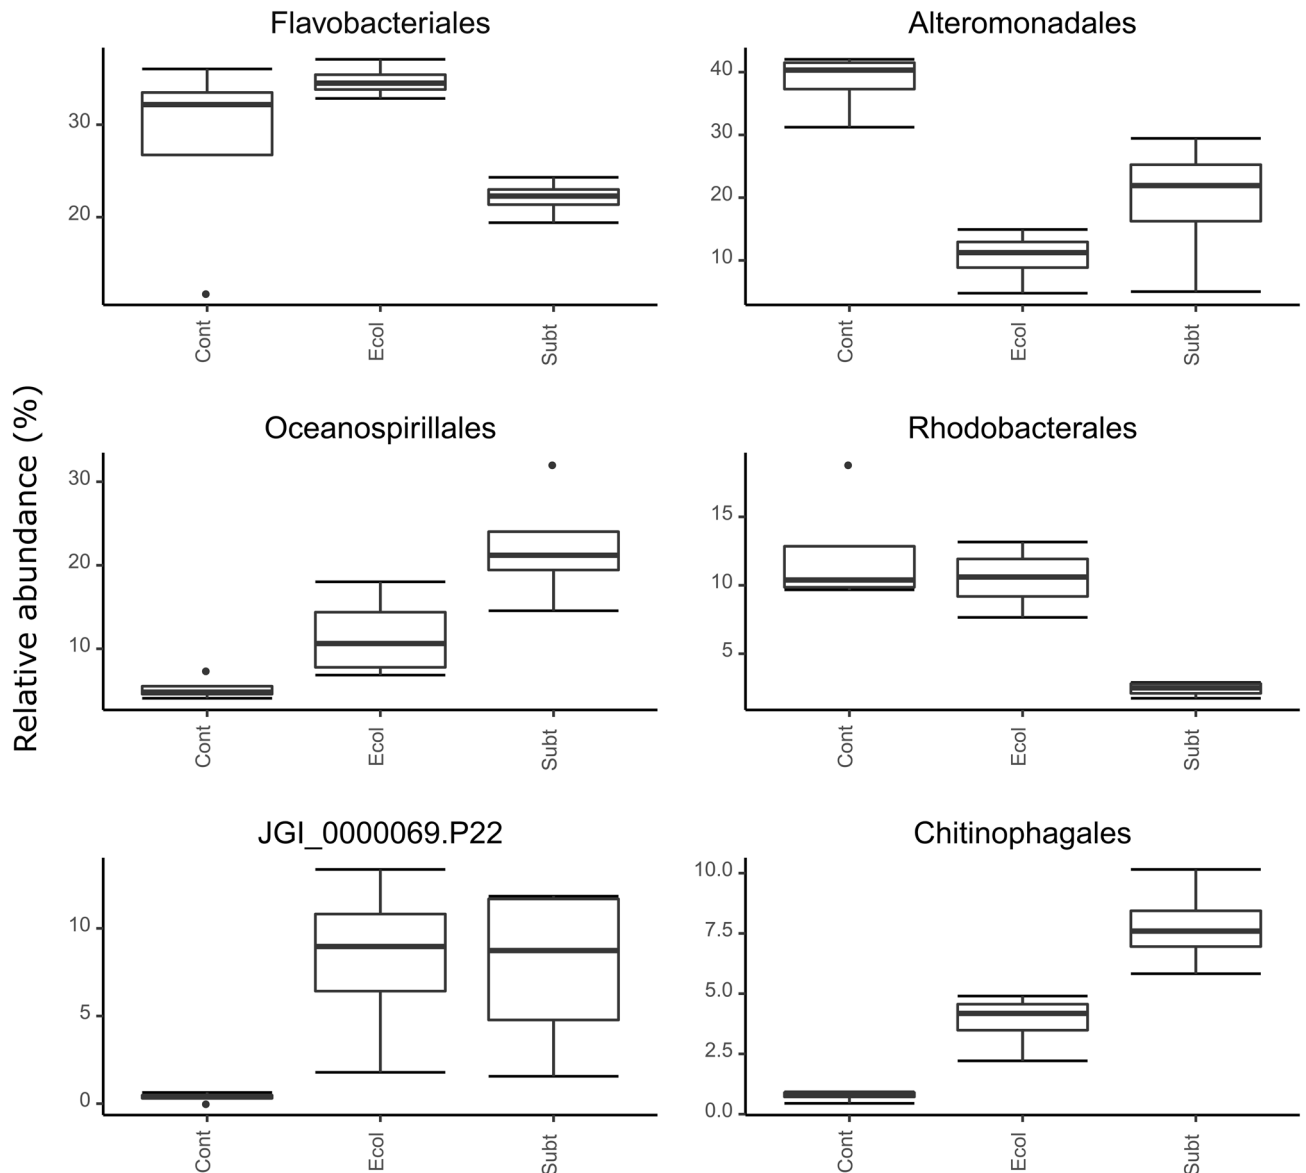 Relative abundance (%)
Flavobacteriales
30
20
Cont Ecol Subt
Alteromonadales
40
30
20
10
Cont Ecol Subt
Oceanospirillales
30
20
10
Cont Ecol Subt
Rhodobacterales
15
10
5
Cont Ecol Subt
JGI_0000069.P22
10
5
0
Cont Ecol Subt
Chitinophagales
10.0
7.5
5.0
2.5
0.0
Cont Ecol Subt